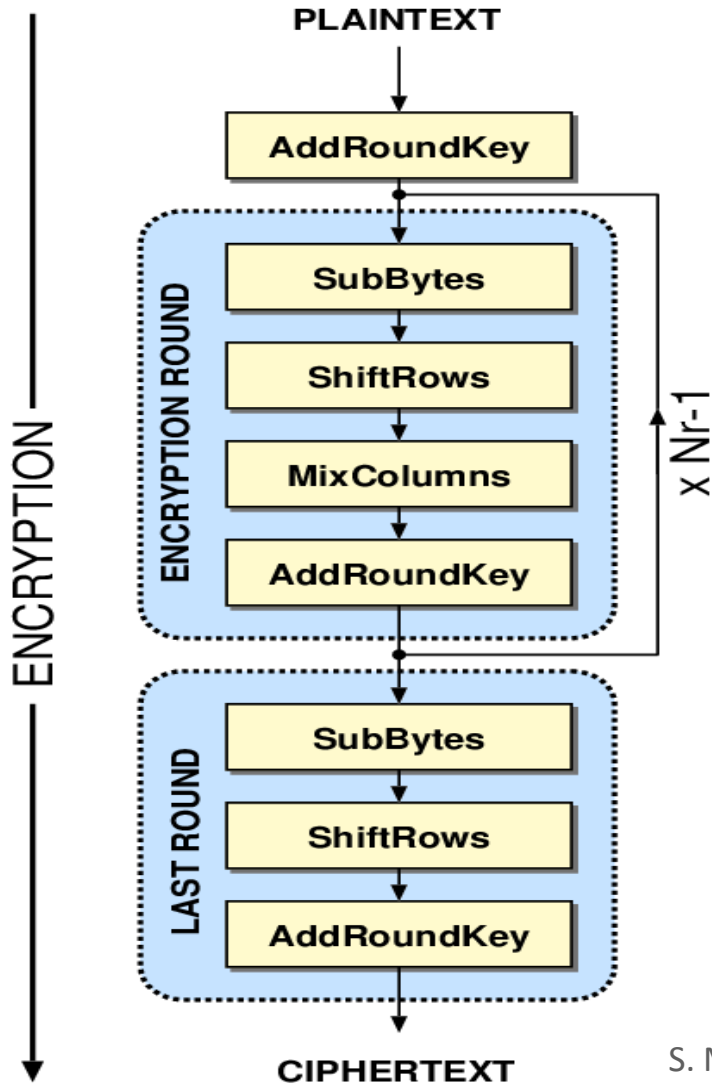 PLAINTEXT
AddRoundKey
ENCRYPTION ROUND
SubBytes
ShiftRows
MixColumns
AddRoundKey
x Nr-1
ENCRYPTION
LAST ROUND
SubBytes
ShiftRows
AddRoundKey
CIPHERTEXT
S.